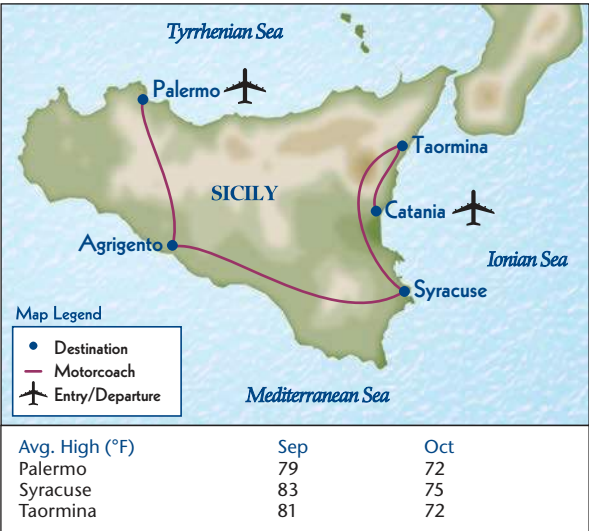 Tyrrhenian Sea
Palermo
Taormina
SICILY
Catania
Agrigento
Ionian Sea
Syracuse
Map Legend
Destination
Motorcoach
Entry/Departure
Mediterranean Sea
Avg. High (°F) Sep Oct
Palermo 79 72
Syracuse 83 75
Taormina 81 72